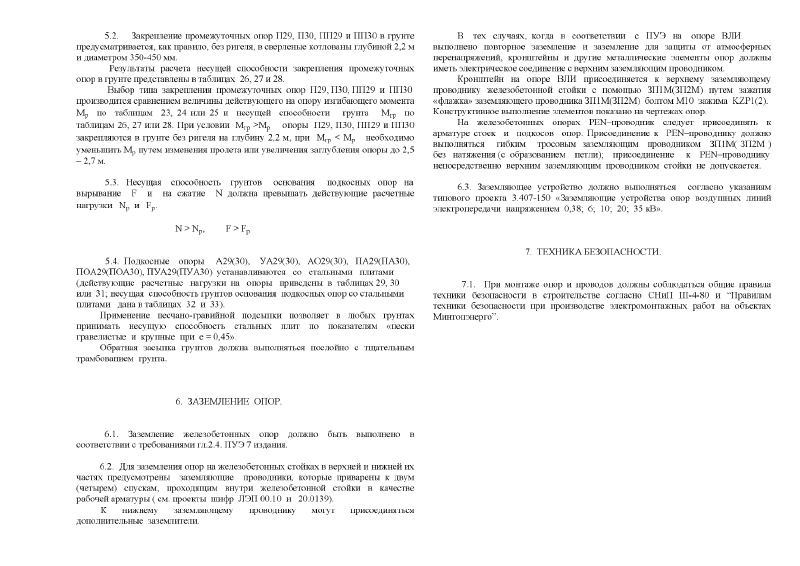 5.2. Закрепление промежуточных опор П29, П30, ПП29 и ПП30 в грунте
предусматривается, как правило, без ригеля, в сверленые котлованы глубиной 2,2 м
и диаметром 350-450 мм.
Результаты расчета несущей способности закрепления промежуточных
опор в грунте представлены в таблицах 26, 27 и 28.
Выбор типа закрепления промежуточных опор П29, П30, ПП29 и ПП30
производится сравнением величины действующего на опору изгибающего момента
Мр по таблицам 23, 24 или 25 и несущей способности грунта Мгр по
таблицам 26, 27 или 28. При условии Мгр >Мр опоры П29, П30, ПП29 и ПП30
закрепляются в грунте без ригеля на глубину 2,2 м, при Мгр < Мр необходимо
уменьшить Мр путем изменения пролета или увеличения заглубления опоры до 2,5
– 2,7 м.
5.3. Несущая способность грунтов основания подкосных опор на
вырывание F и на сжатие N должна превышать действующие расчетные
нагрузки Nр и Fр.
N > Nр, F > Fр
5.4. Подкосные опоры А29(30), УА29(30), АО29(30), ПА29(ПА30),
ПОА29(ПОА30), ПУА29(ПУА30) устанавливаются со стальными плитами
(действующие расчетные нагрузки на опоры приведены в таблицах 29, 30
или 31; несущая способность грунтов основания подкосных опор со стальными
плитами дана в таблицах 32 и 33).
Применение песчано-гравийной подсыпки позволяет в любых грунтах
принимать несущую способность стальных плит по показателям «пески
гравелистые и крупные при е = 0,45».
Обратная засыпка грунтов должна выполняться послойно с тщательным
трамбованием грунта.
6. ЗАЗЕМЛЕНИЕ ОПОР.
6.1. Заземление железобетонных опор должно быть выполнено в
соответствии с требованиями гл.2.4. ПУЭ 7 издания.
6.2. Для заземления опор на железобетонных стойках в верхней и нижней их
частях предусмотрены заземляющие проводники, которые приварены к двум
(четырем) спускам, проходящим внутри железобетонной стойки в качестве
рабочей арматуры ( см. проекты шифр ЛЭП 00.10 и 20.0139).
К нижнему заземляющему проводнику могут присоединяться
дополнительные заземлители.
В тех случаях, когда в соответствии с ПУЭ на опоре ВЛИ
выполнено повторное заземление и заземление для защиты от атмосферных
перенапряжений, кронштейны и другие металлические элементы опор должны
иметь электрическое соединение с верхним заземляющим проводником.
Кронштейн на опоре ВЛИ присоединяется к верхнему заземляющему
проводнику железобетонной стойки с помощью ЗП1М(ЗП2М) путем зажатия
«флажка» заземляющего проводника ЗП1М(ЗП2М) болтом М10 зажима KZP1(2).
Конструктивное выполнение элементов показано на чертежах опор.
На железобетонных опорах PEN–проводник следует присоединять к
арматуре стоек и подкосов опор. Присоединение к PEN–проводнику должно
выполняться гибким тросовым заземляющим проводником ЗП1М( ЗП2М )
без натяжения (с образованием петли); присоединение к PEN–проводнику
непосредственно верхним заземляющим проводником стойки не допускается.
6.3. Заземляющее устройство должно выполняться согласно указаниям
типового проекта 3.407-150 «Заземляющие устройства опор воздушных линий
электропередачи напряжением 0,38; 6; 10; 20; 35 кВ».
7. ТЕХНИКА БЕЗОПАСНОСТИ.
7.1. При монтаже опор и проводов должны соблюдаться общие правила
техники безопасности в строительстве согласно СНиП Ш-4-80 и “Правилам
техники безопасности при производстве электромонтажных работ на объектах
Минтопэнерго”.